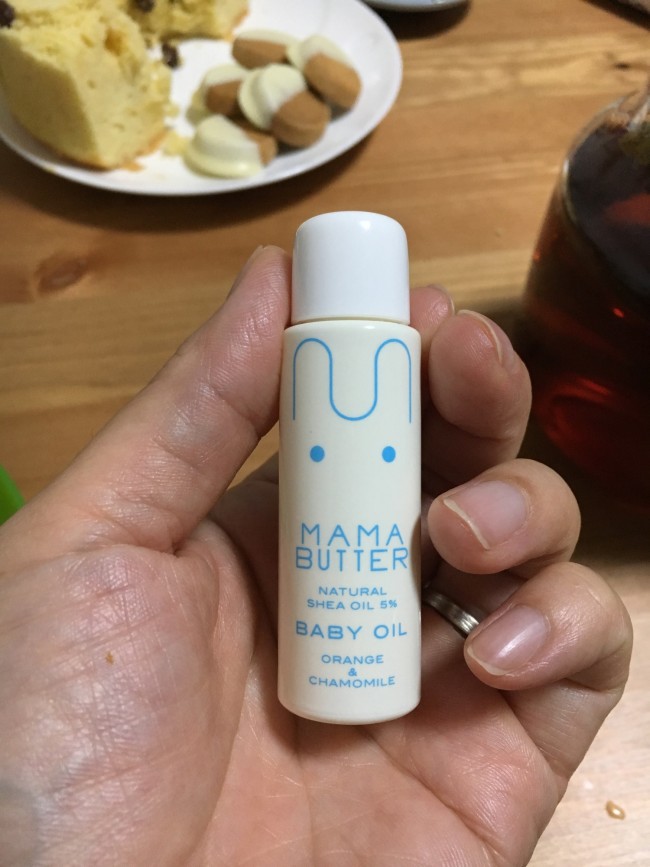 MAMA
BUTTER
NATURAL
SHEA OIL 5%
BABY OIL
ORANGE
&
CHAMOMILE